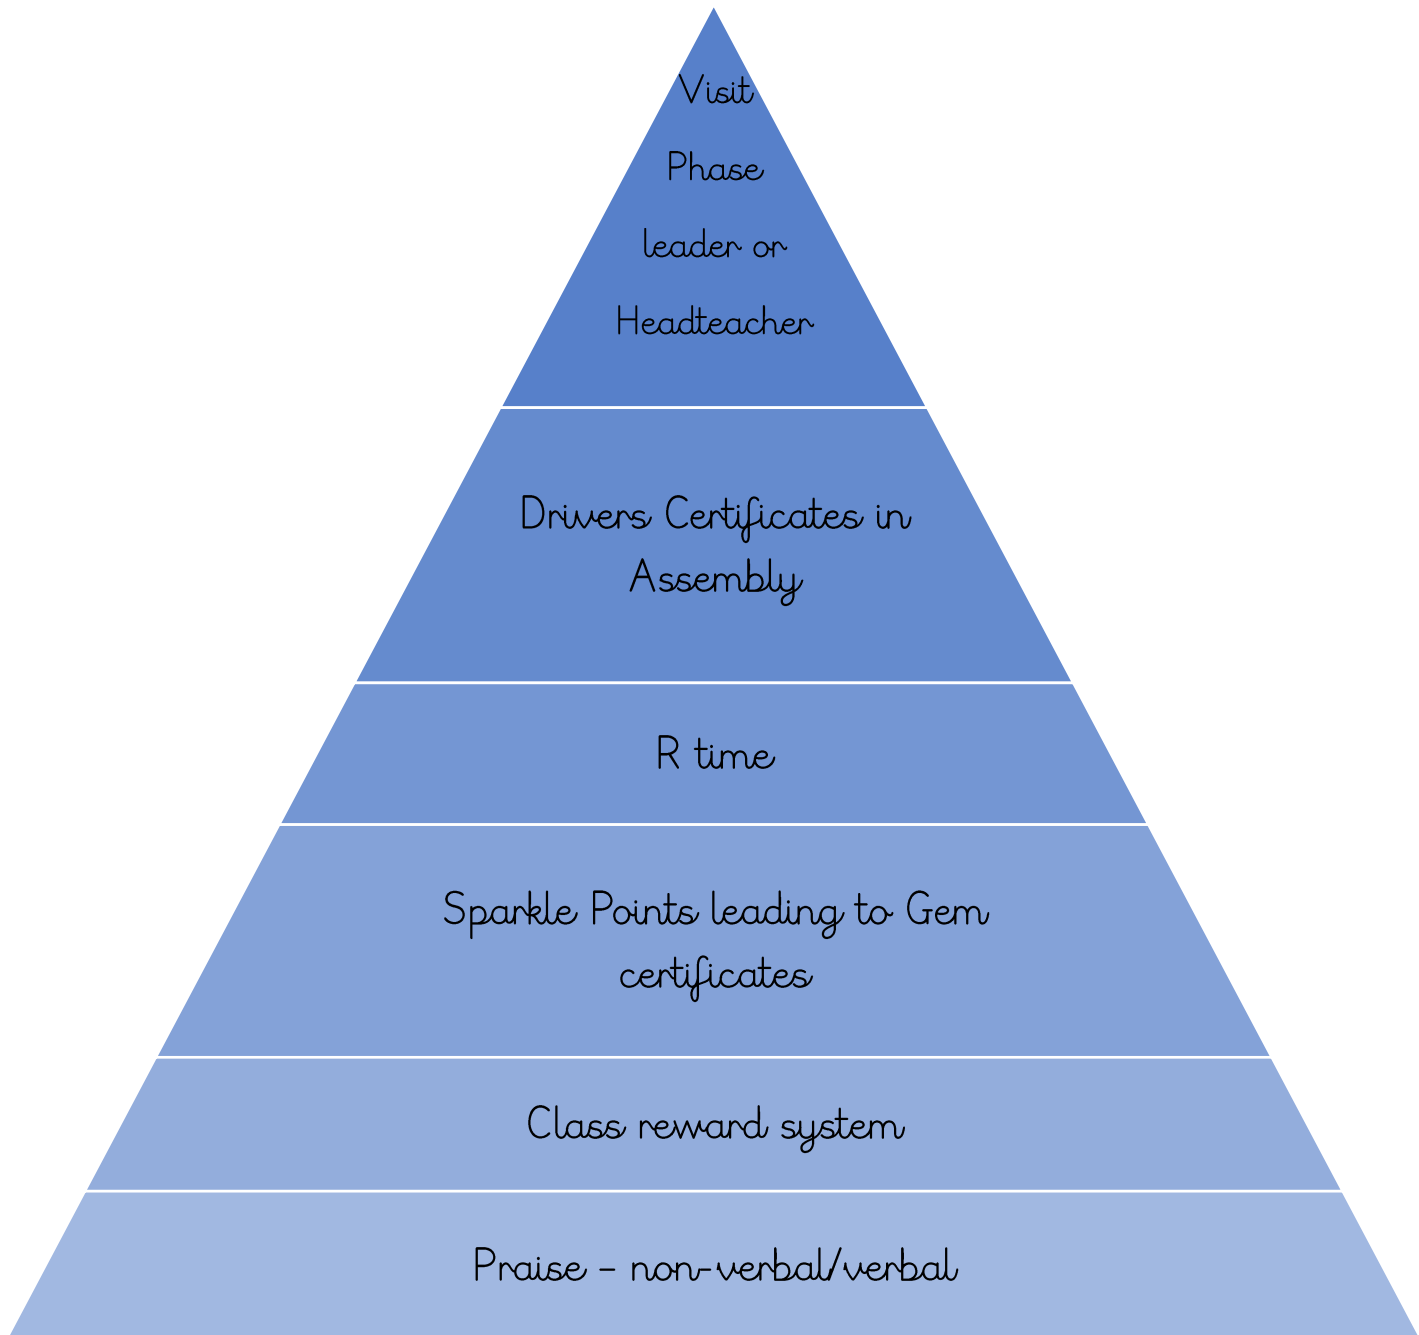 Visit
Phase
leader or
Headteacher
Drivers Certificates in
Assembly
R time
Sparkle Points leading to Gem
certificates
Class reward system
Praise - non-verbal/verbal